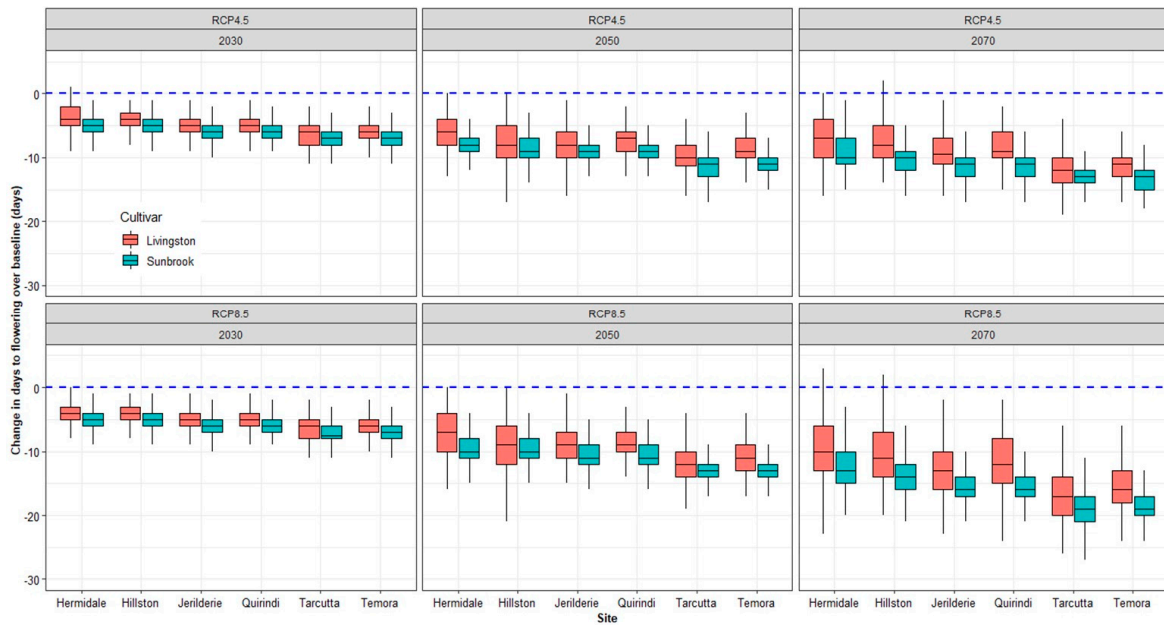 RCP4.5
RCP4.5
RCP4.5
2030
2050
2070
0
-10
-20
-30
Cultivar
Livingston
Sunbrook
Change in days to flowering over baseline (days)
RCP8.5
RCP8.5
RCP8.5
2030
2050
2070
0
-10
-20
-30
Hermidale Hillston Jerilderie Quirindi Tarcutta Temora
Hermidale Hillston Jerilderie Quirindi Tarcutta Temora
Hermidale Hillston Jerilderie Quirindi Tarcutta Temora
Site